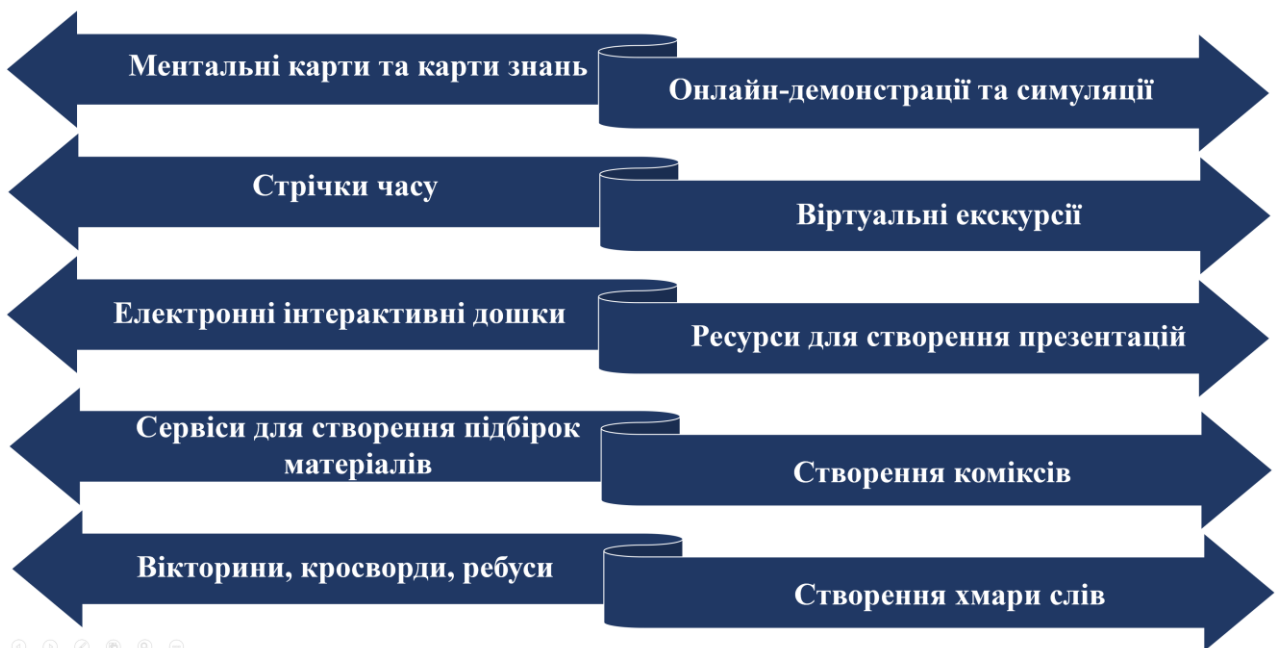 Ментальні карти та карти знань
Онлайн-демонстрації та симуляції
Стрічки часу
Віртуальні екскурсії
Електронні інтерактивні дошки
Ресурси для створення презентацій
Сервіси для створення підбірок
матеріалів
Створення коміксів
Вікторини, кросворди, ребуси
Створення хмари слів